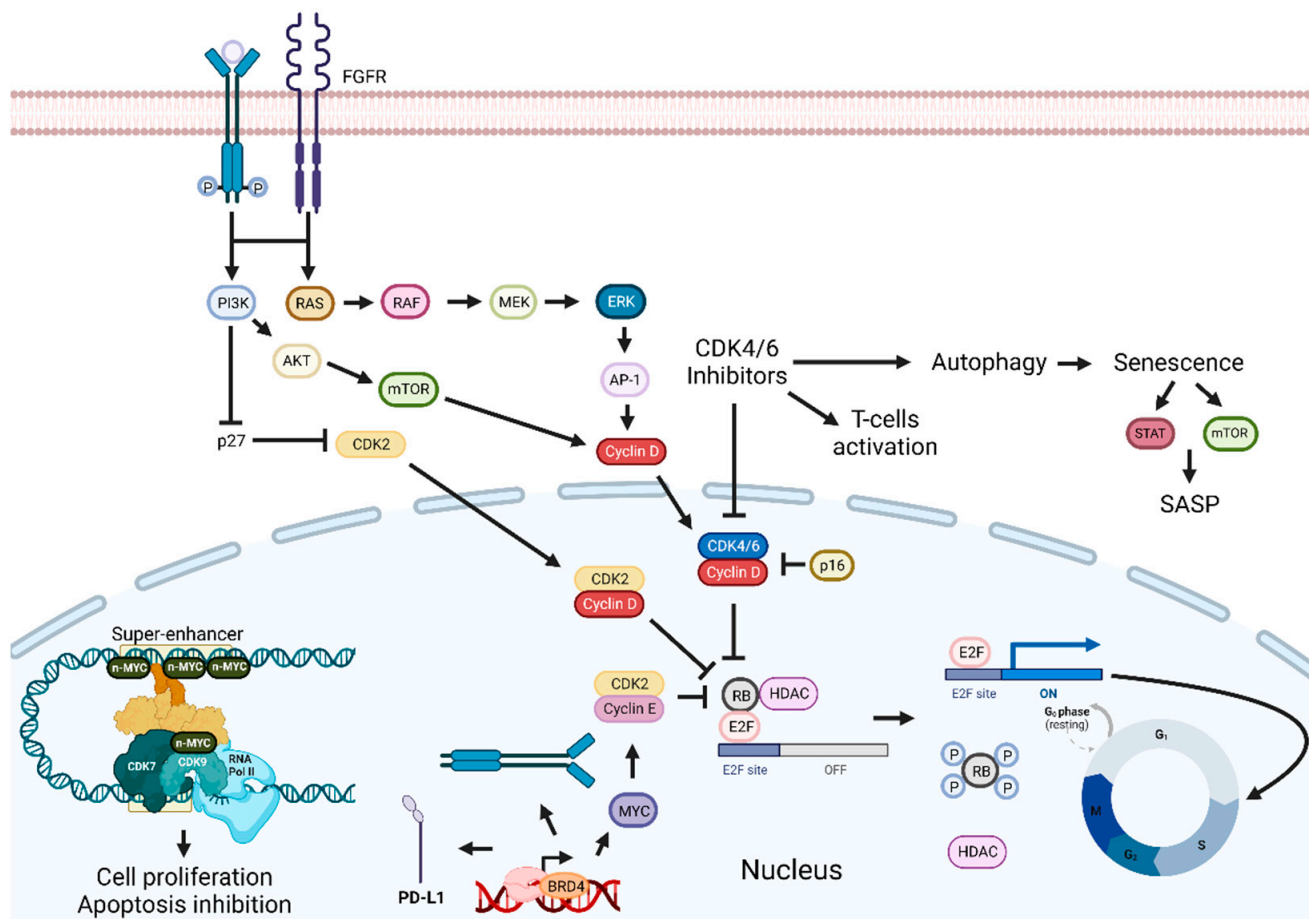 FGFR
P
P
PI3K
RAS
RAF
MEK
ERK
AKT
mTOR
AP-1
CDK4/6
Inhibitors
Autophagy
Senescence
T-cells
activation
STAT
mTOR
SASP
p27
CDK2
Cyclin D
CDK4/6
Cyclin D
p16
CDK2
Cyclin D
Super-enhancer
n-MYC
n-MYC
n-MYC
n-MYC
CDK7
CDK9
RNA
Pol II
Cell proliferation
Apoptosis inhibition
CDK2
Cyclin E
RB
HDAC
E2F
E2F site
OFF
MYC
BRD4
PD-L1
Nucleus
E2F
E2F site
ON
G0 phase
(resting)
G1
S
G2
M
P
P
RB
P
P
HDAC